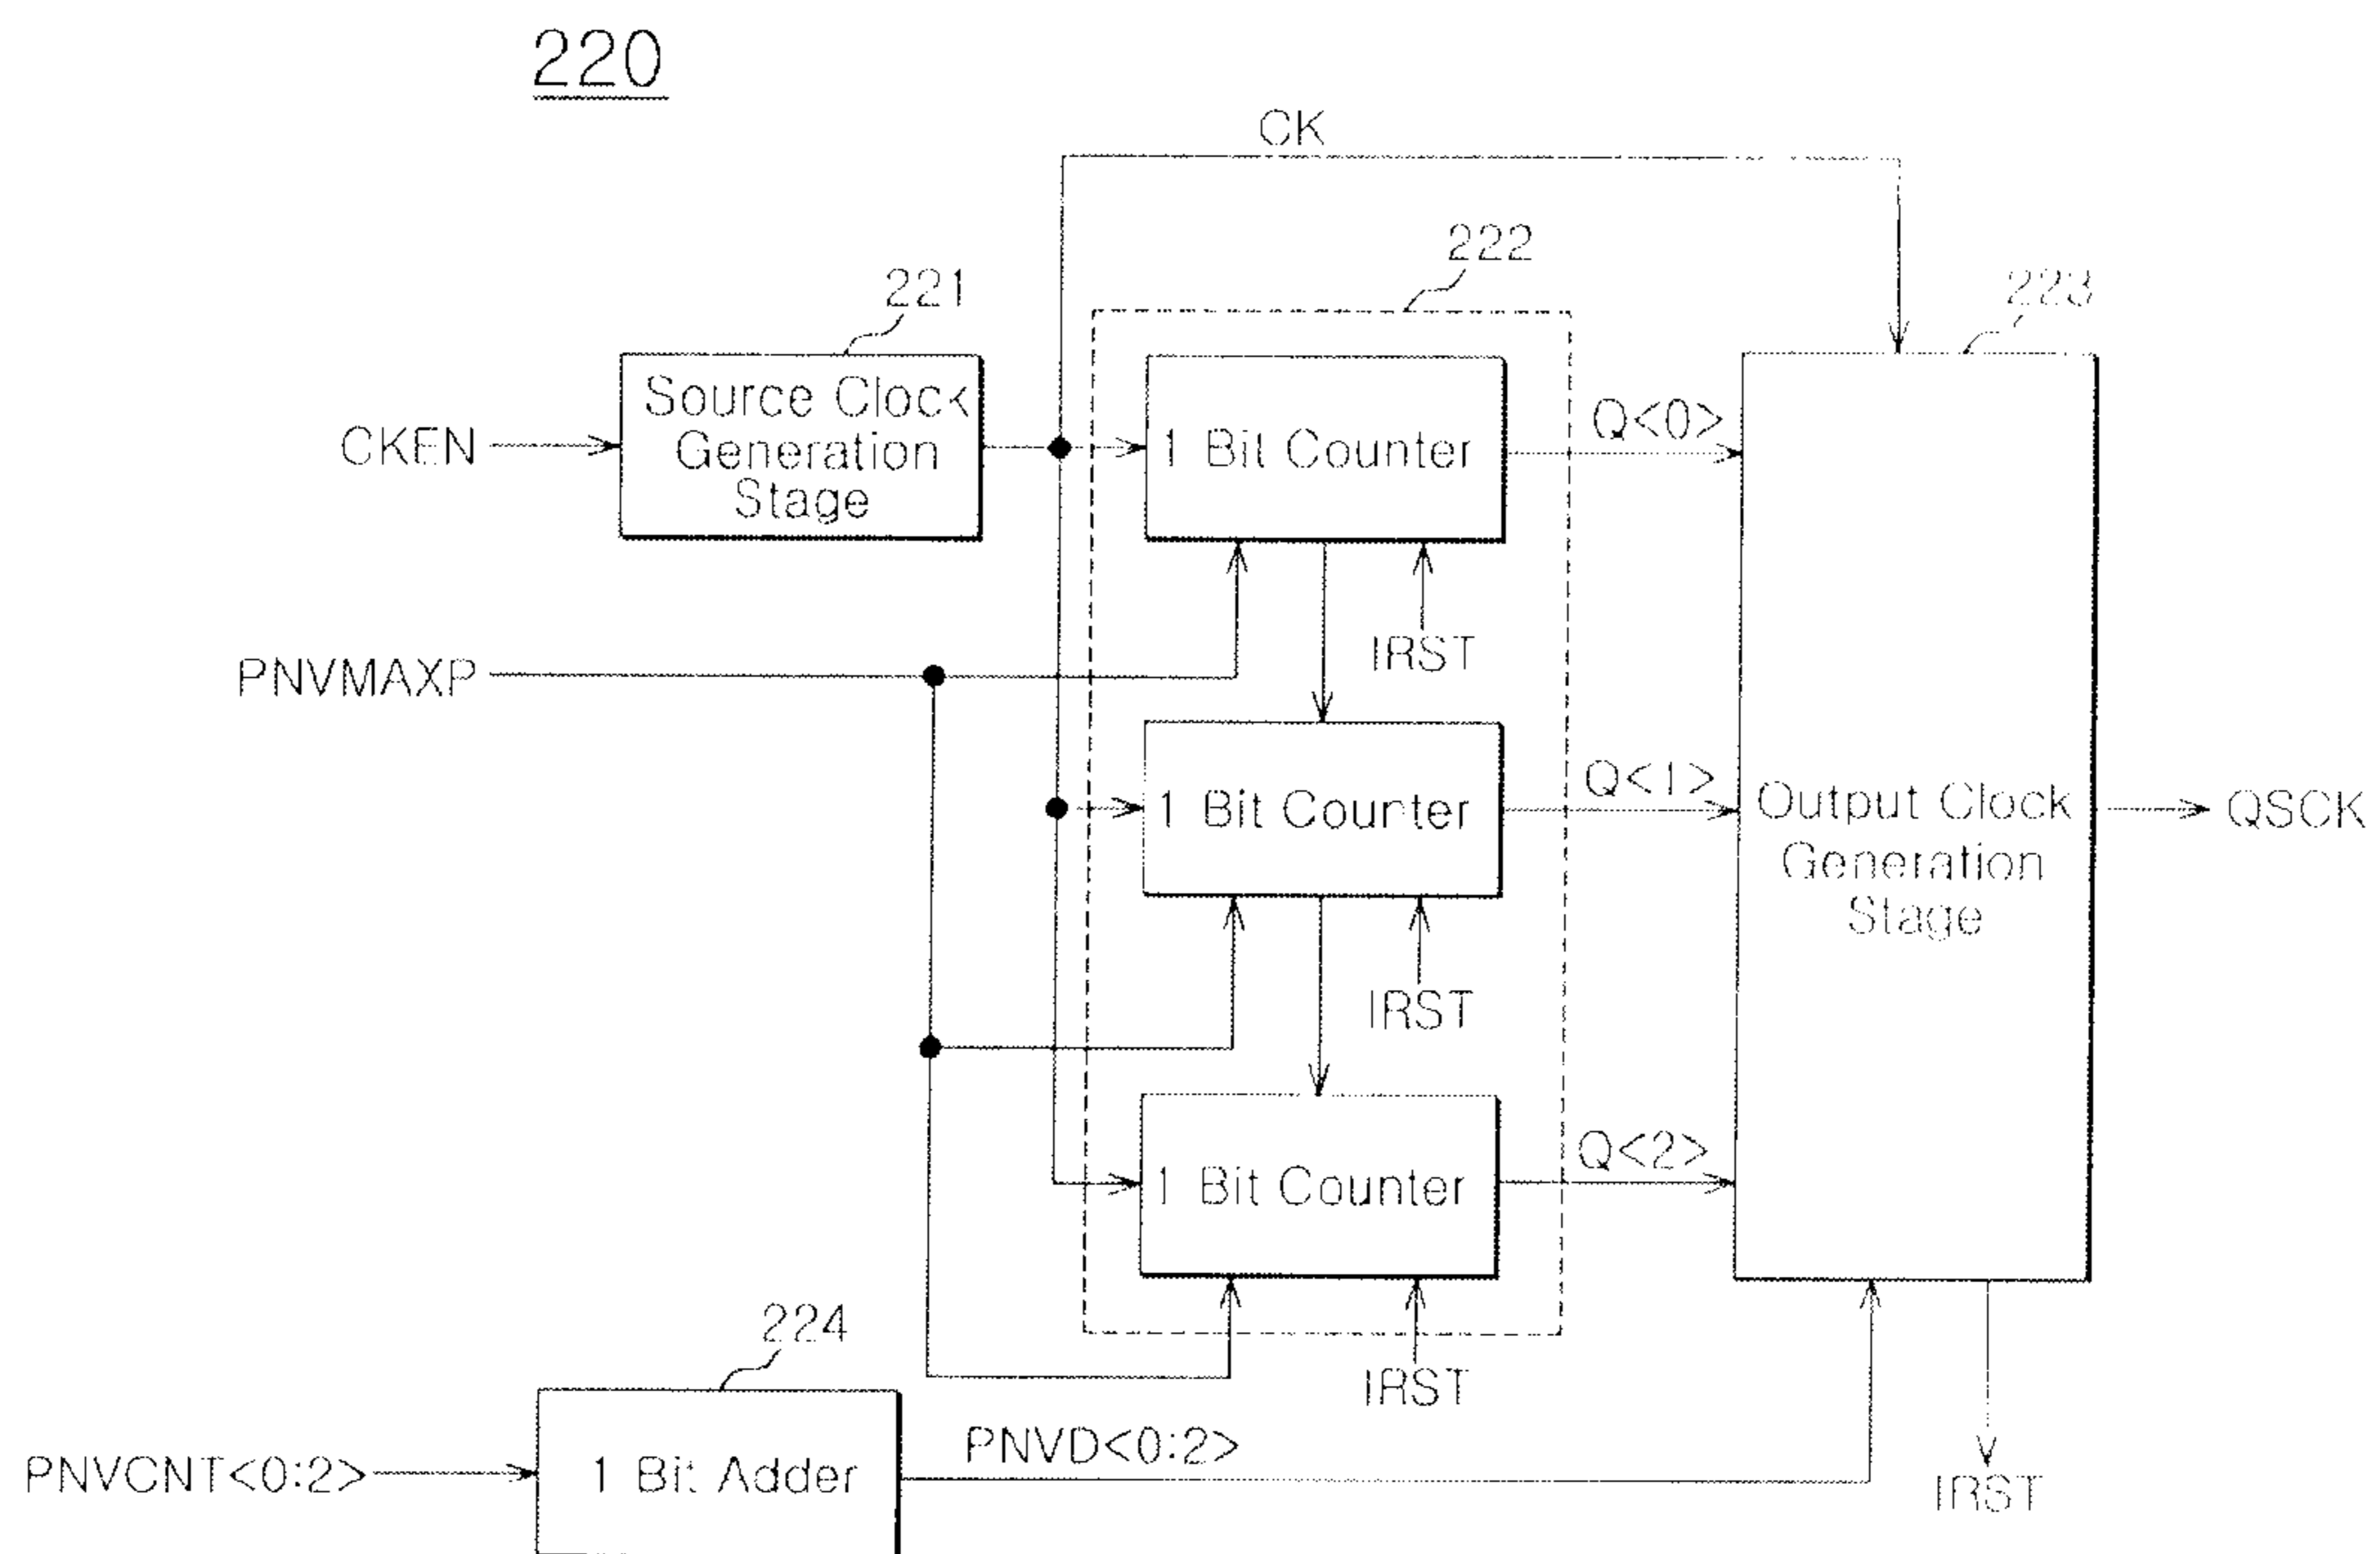 220
CK
222
221
223
Source Clock
Generation
Stage
CKEN
1 Bit Counter
Q<0>
IRST
PNVMAXP
1 Bit Counter
Q<1>
Output Clock
Generation
Stage
QSCK
IRST
1 Bit Counter
Q<2>
IRST
224
1 Bit Adder
PNVCNT<0:2>
PNVD<0:2>
IRST